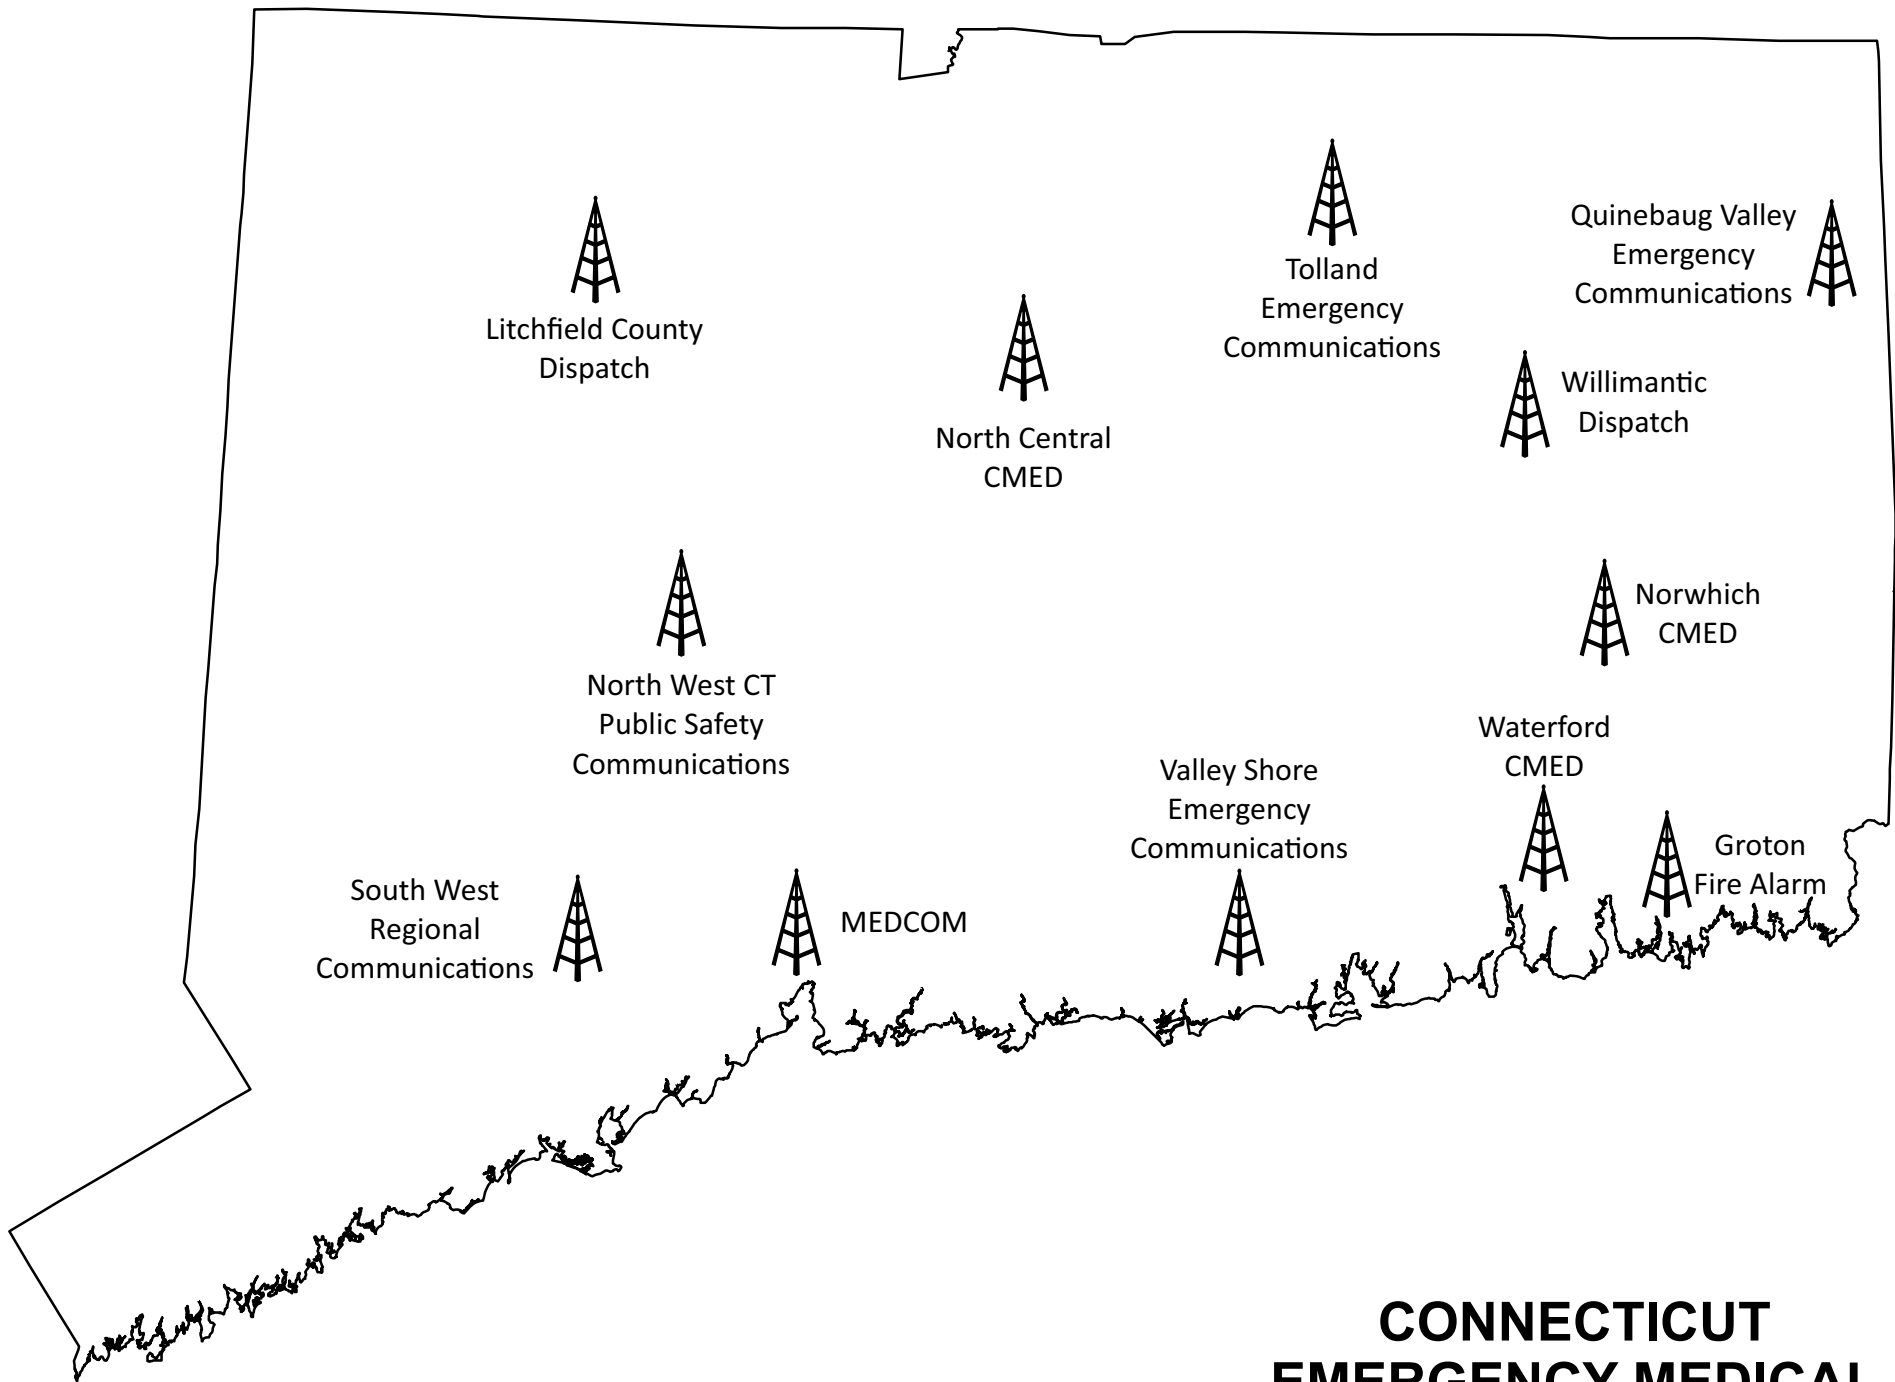 Tolland
Emergency
Communications
Quinebaug Valley
Emergency
Communications
Litchfield County
Dispatch
North Central
CMED
Willimantic
Dispatch
Norwhich
CMED
North West CT
Public Safety
Communications
Waterford
CMED
Valley Shore
Emergency
Communications
Groton
Fire Alarm
South West
Regional
Communications
MEDCOM
CONNECTICUT
EMERGENCY MEDICAL